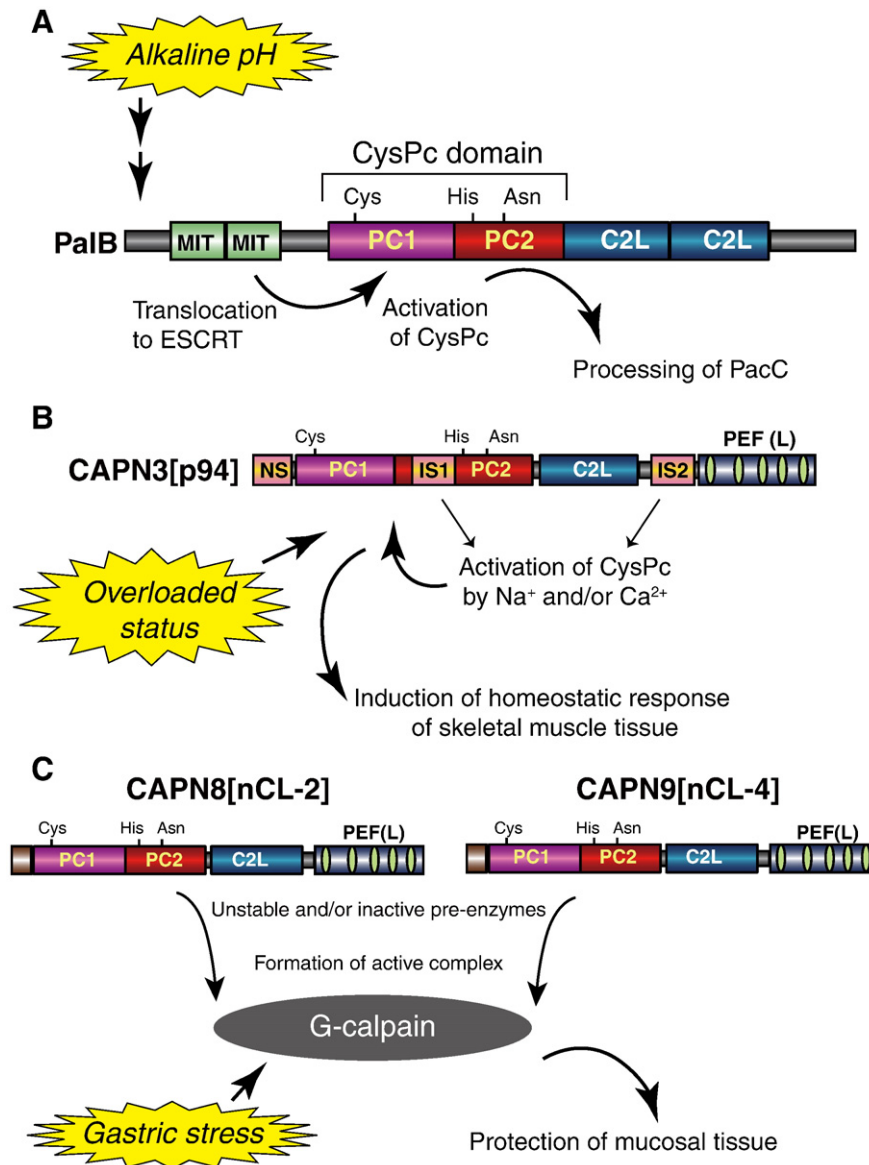 A
Alkaline pH
CysPc domain
Cys His Asn
PalB MIT MIT PC1 PC2 C2L C2L
Translocation
to ESCRT
Activation
of CysPc
Processing of PacC
B
Cys His Asn PEF (L)
CAPN3[p94] NS PC1 IS1 PC2 C2L IS2
Overloaded
status
Activation of CysPc
by Na⁺ and/or Ca²⁺
Induction of homeostatic response
of skeletal muscle tissue
C
CAPN8[nCL-2] CAPN9[nCL-4]
Cys His Asn PEF(L) Cys His Asn PEF(L)
PC1 PC2 C2L PC1 PC2 C2L
Unstable and/or inactive pre-enzymes
Formation of active complex
G-calpain
Gastric stress
Protection of mucosal tissue